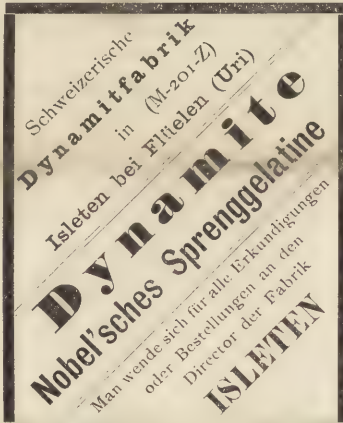 Schweizerische
Dynamitfabrik
in (M-201-Z)
Isleten bei Flüelen (Uri)
Dynamite
Nobel'sches Sprenggelatine
Man wende sich für alle Erkundigungen
oder Bestellungen an den
Director der Fabrik
ISLETEN